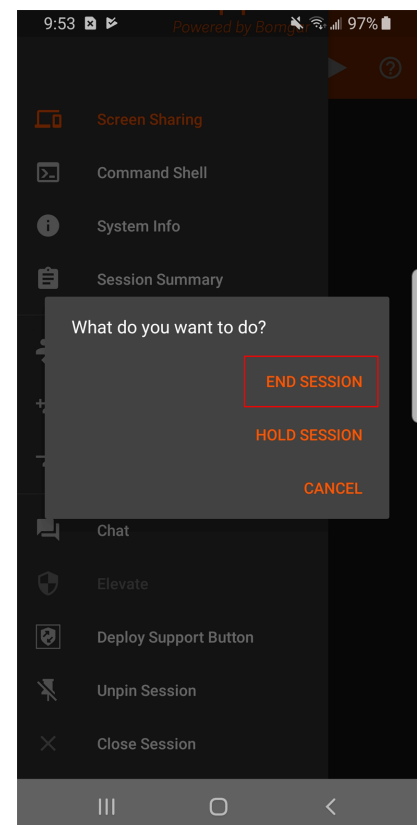 9:53
97%
Powered by Bomgar
Screen Sharing
Command Shell
System Info
Session Summary
What do you want to do?
END SESSION
HOLD SESSION
CANCEL
Chat
Elevate
Deploy Support Button
Unpin Session
Close Session